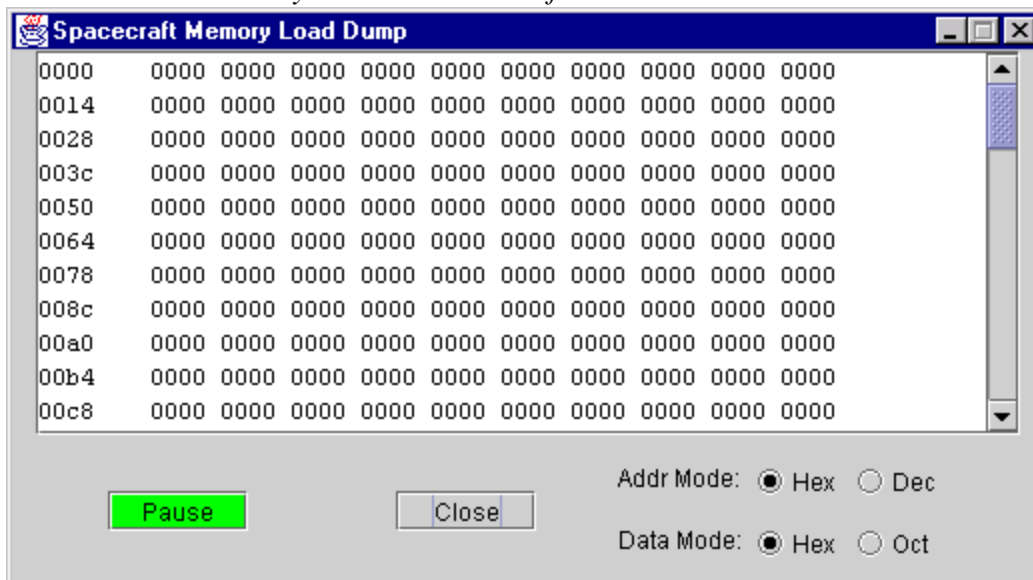 Spacecraft Memory Load Dump
0000 0000 0000 0000 0000 0000 0000 0000 0000 0000 0000
0014 0000 0000 0000 0000 0000 0000 0000 0000 0000 0000
0028 0000 0000 0000 0000 0000 0000 0000 0000 0000 0000
003c 0000 0000 0000 0000 0000 0000 0000 0000 0000 0000
0050 0000 0000 0000 0000 0000 0000 0000 0000 0000 0000
0064 0000 0000 0000 0000 0000 0000 0000 0000 0000 0000
0078 0000 0000 0000 0000 0000 0000 0000 0000 0000 0000
008c 0000 0000 0000 0000 0000 0000 0000 0000 0000 0000
00a0 0000 0000 0000 0000 0000 0000 0000 0000 0000 0000
00b4 0000 0000 0000 0000 0000 0000 0000 0000 0000 0000
00c8 0000 0000 0000 0000 0000 0000 0000 0000 0000 0000
Addr Mode: Hex Dec
Pause Close
Data Mode: Hex Oct